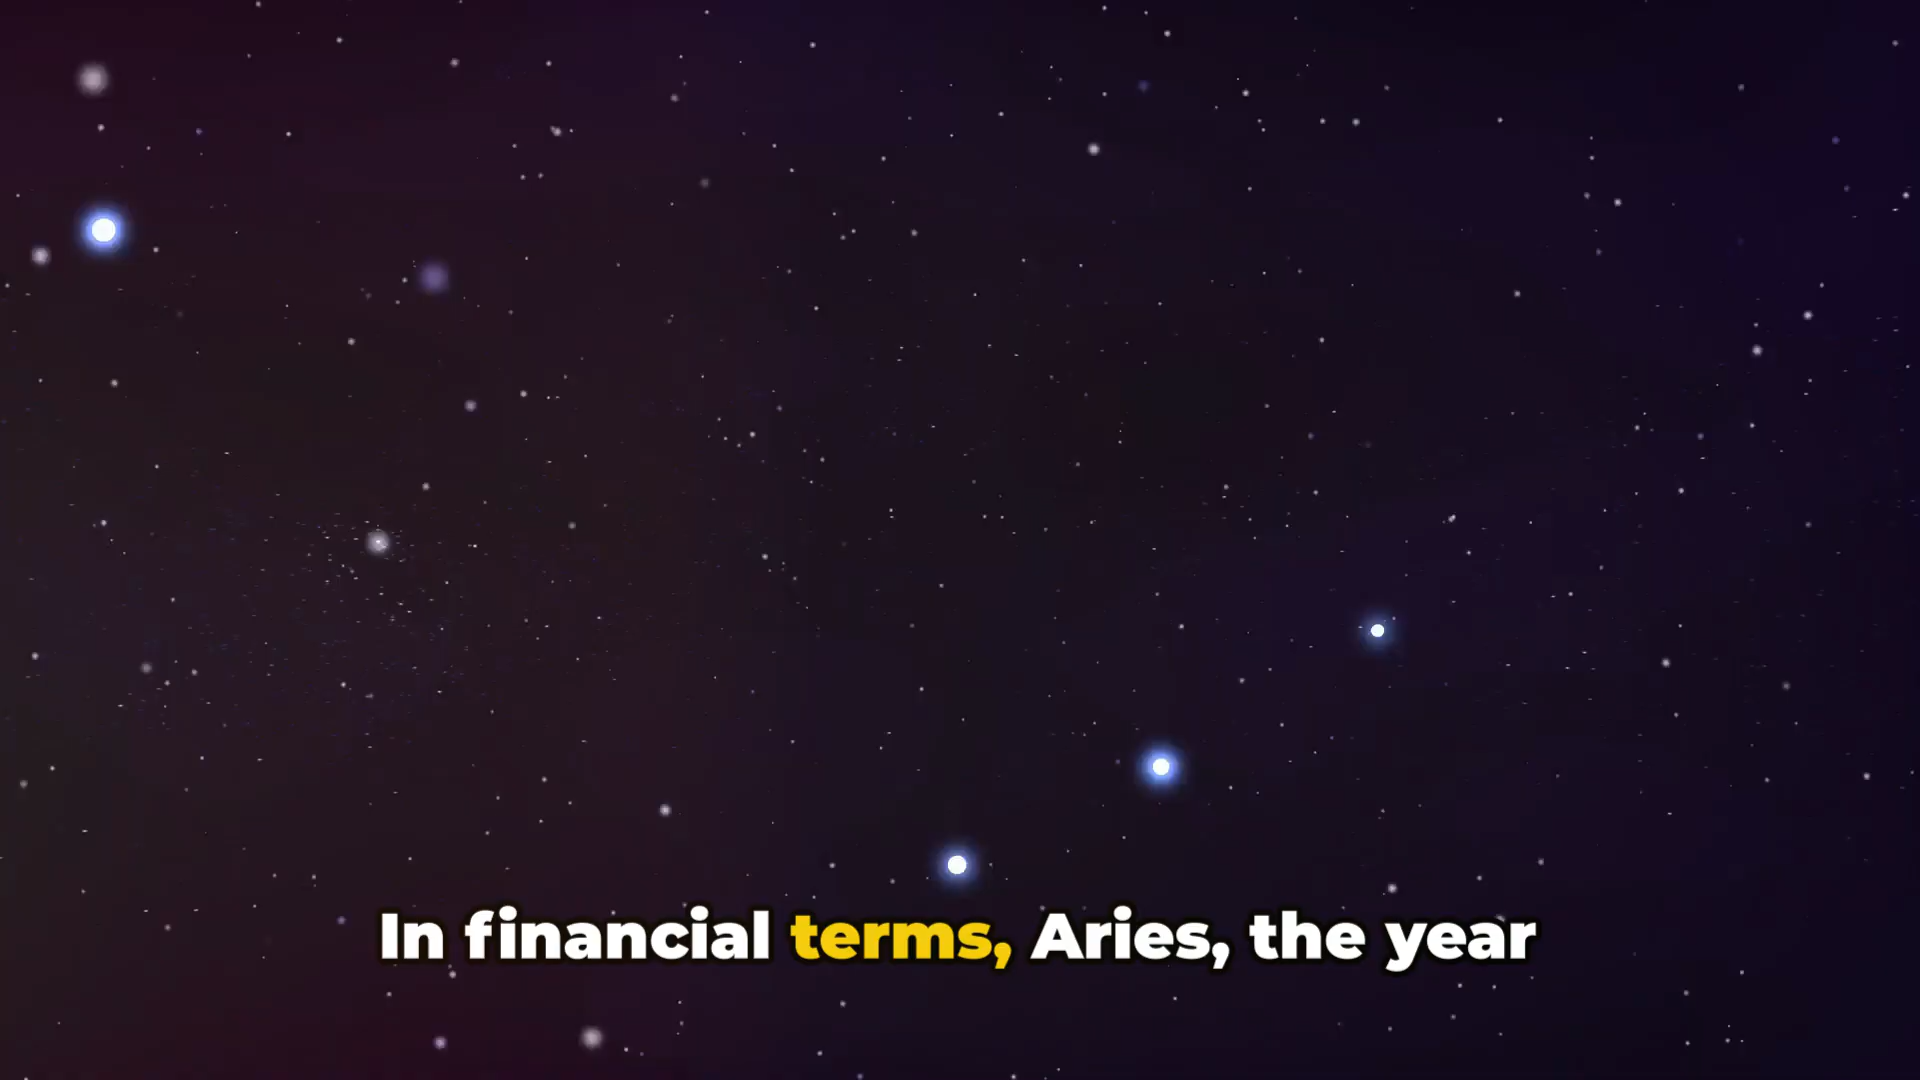 In financial terms, Aries, the year